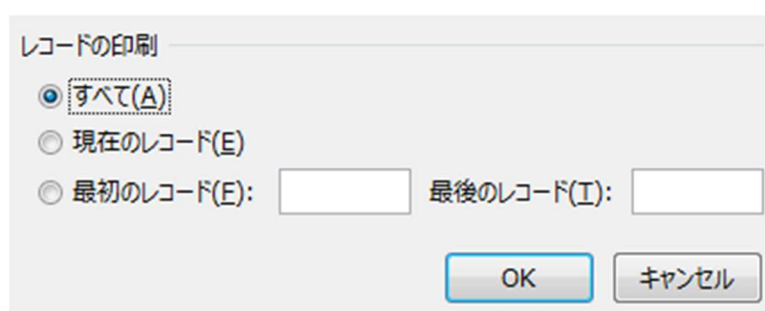 レコードの印刷
すべて(A)
現在のレコード(E)
最初のレコード(F): 最後のレコード(T):
OK キャンセル